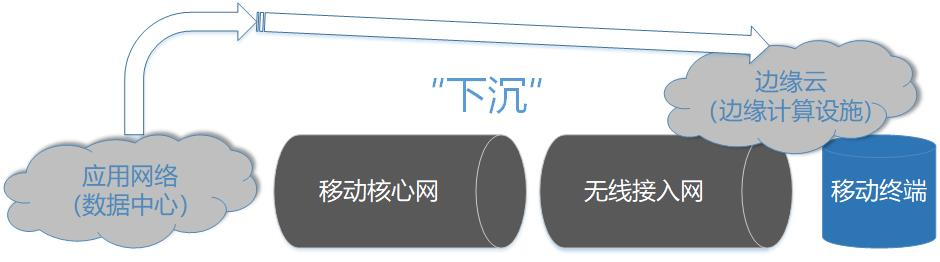 “下沉”
边缘云
（边缘计算设施）
应用网络
（数据中心）
移动核心网
无线接入网
移动终端